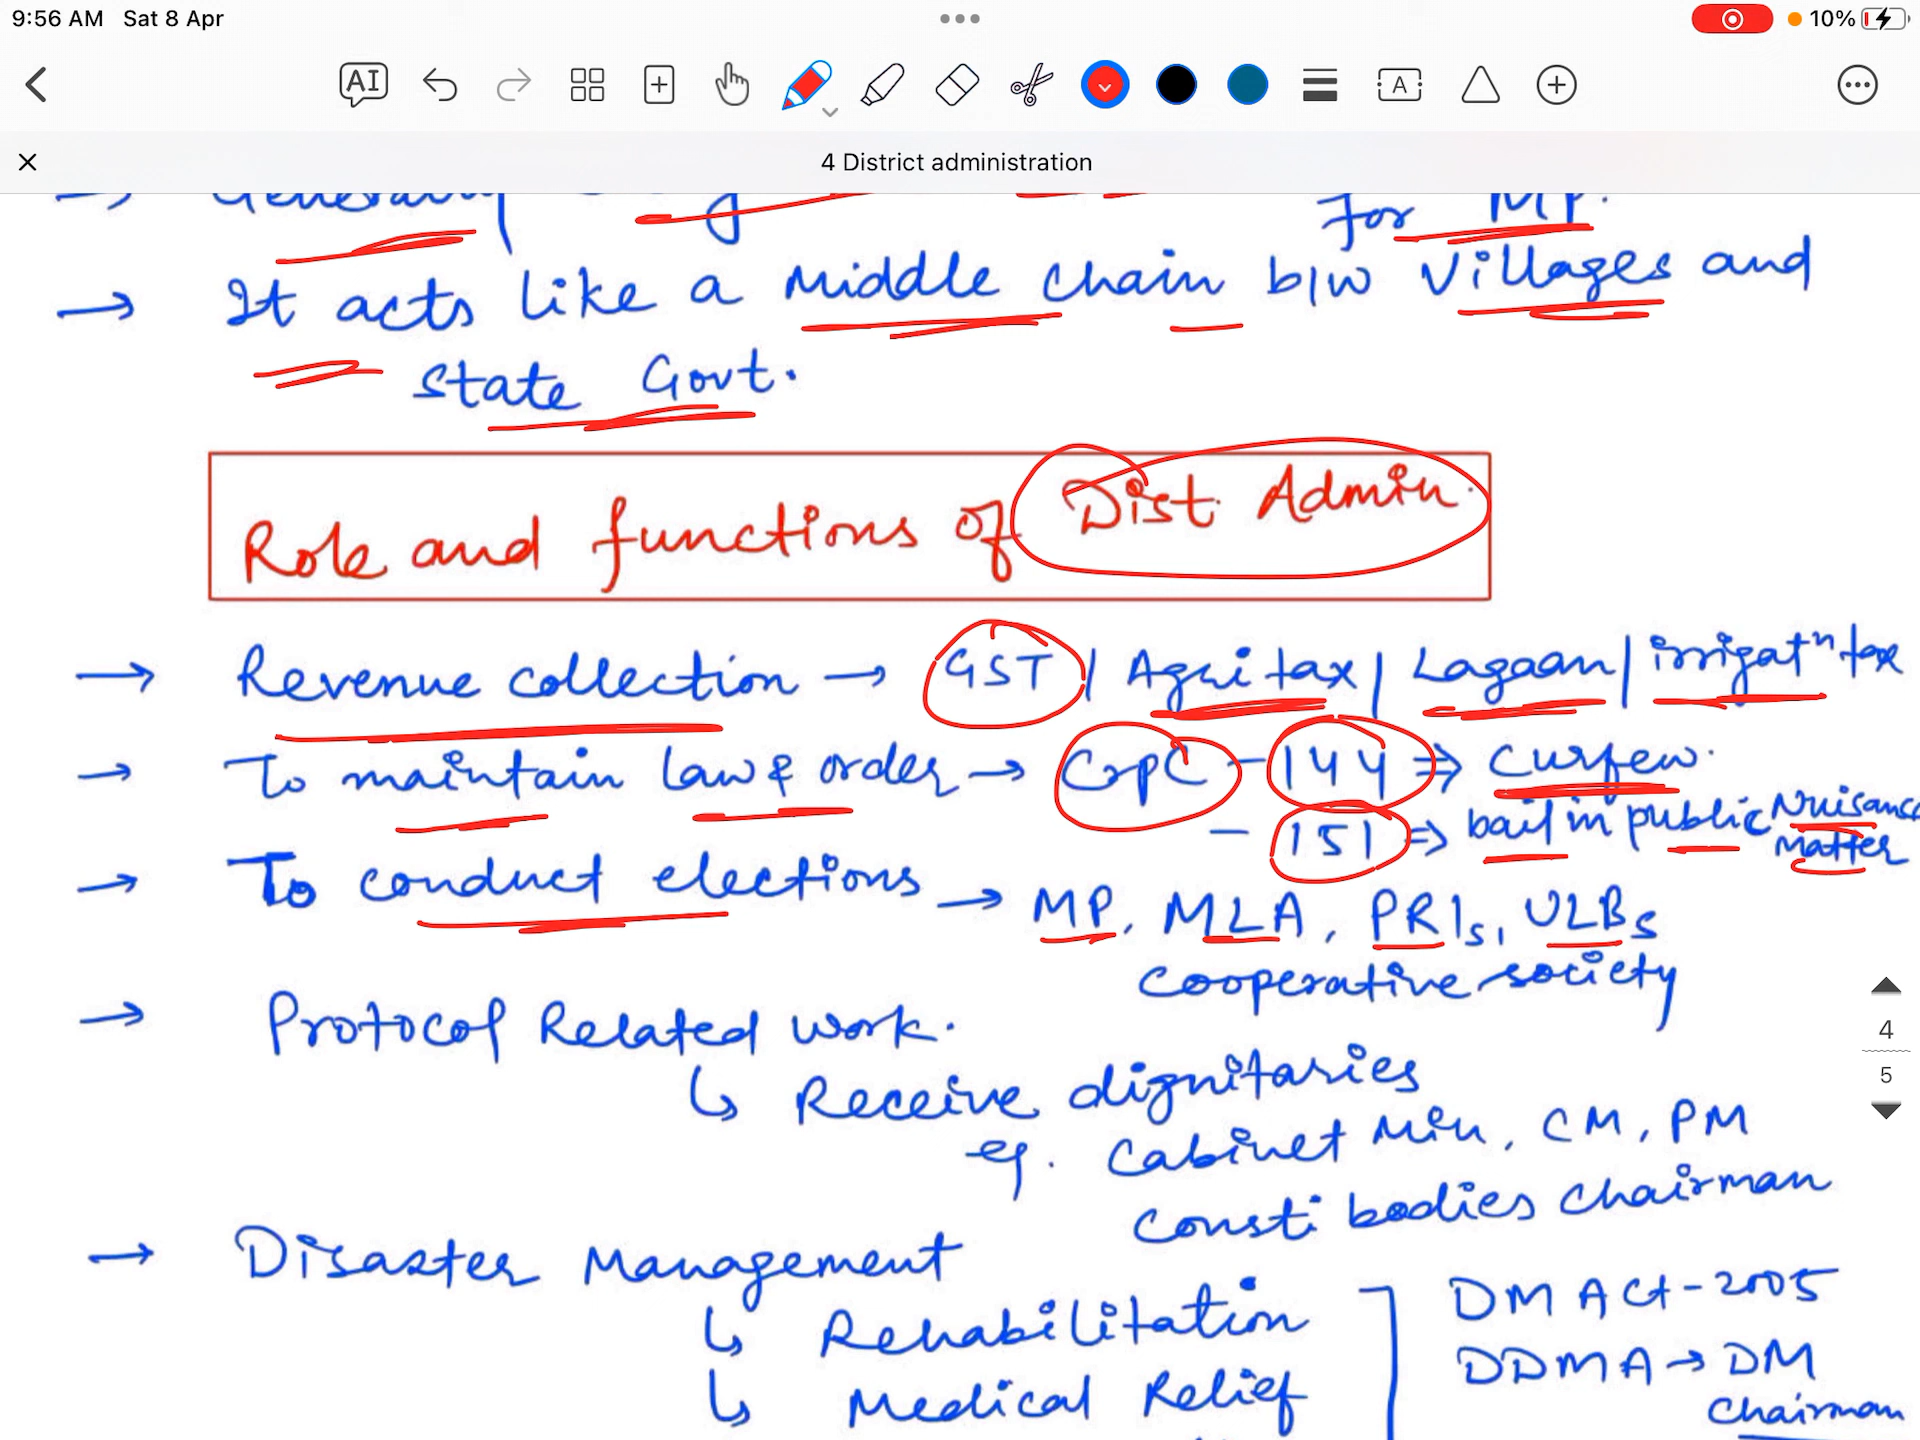 9:56 AM Sat 8 Apr
10%
AI
A
4 District administration
Generally
for MP.
→ It acts like a middle chain b/w villages and
state Govt.
Role and functions of Dist. Admin.
→ Revenue collection → GST / Agri tax / Lagaan / irrigatⁿ tax
→ To maintain law & order → CrPC - 144 ⇒ Curfew.
- 151 ⇒ bail in public Nuisance
matter
→ To conduct elections → MP, MLA, PRIs, ULBs
Cooperative society
→ Protocol Related work.
↳ Receive dignitaries
eg. Cabinet Min, CM, PM
Consti bodies chairman
→ Disaster Management
↳ Rehabilitation
↳ Medical Relief
DM Act - 2005
DDMA → DM
Chairman
4
5